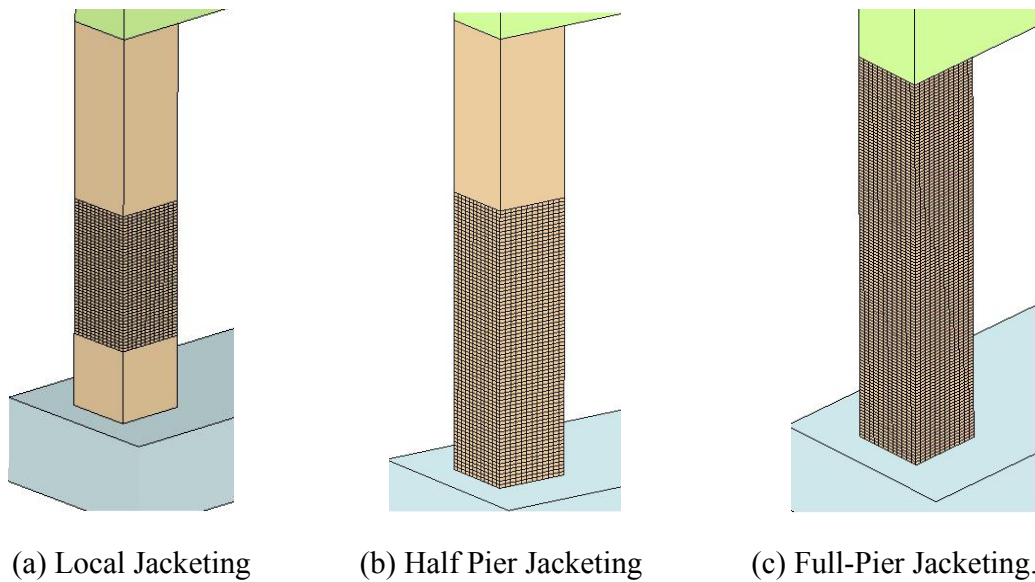 (a) Local Jacketing
(b) Half Pier Jacketing
(c) Full-Pier Jacketing.